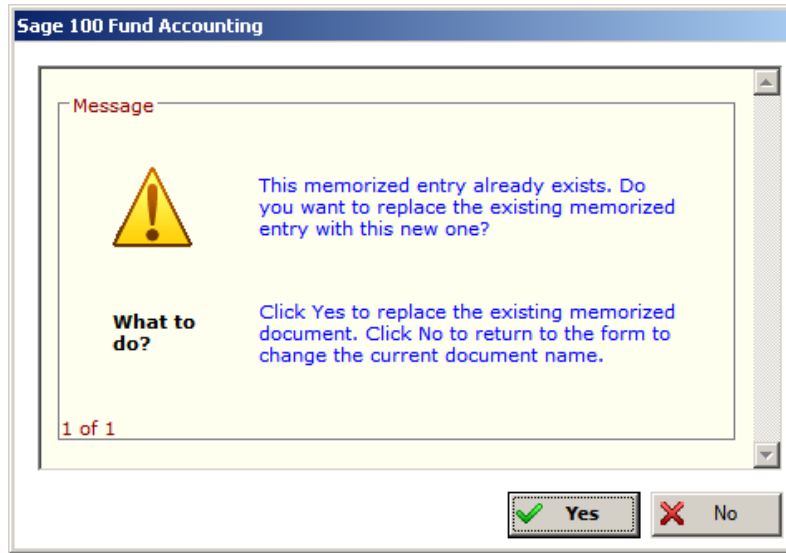 Sage 100 Fund Accounting
Message
This memorized entry already exists. Do
you want to replace the existing memorized
entry with this new one?
What to
do?
Click Yes to replace the existing memorized
document. Click No to return to the form to
change the current document name.
1 of 1
Yes
No